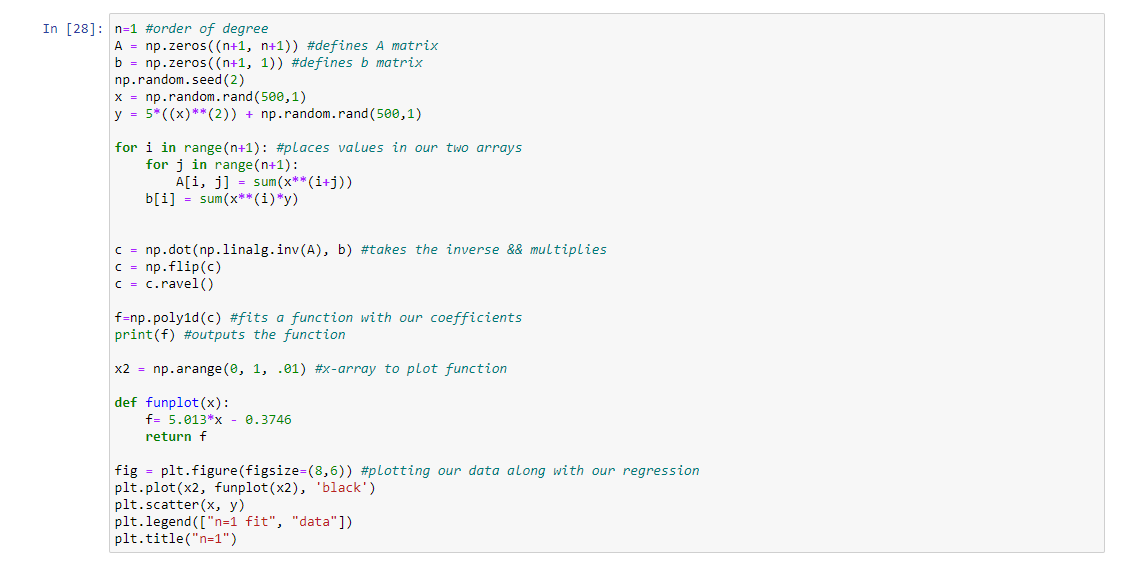 In [28]: n=1 #order of degree
A = np.zeros((n+1, n+1)) #defines A matrix
b = np.zeros((n+1, 1)) #defines b matrix
np.random.seed(2)
x = np.random.rand(500,1)
y = 5*((x)**(2)) + np.random.rand(500,1)
for i in range(n+1): #places values in our two arrays
    for j in range(n+1):
        A[i, j] = sum(x**(i+j))
    b[i] = sum(x**(i)*y)
c = np.dot(np.linalg.inv(A), b) #takes the inverse && multiplies
c = np.flip(c)
c = c.ravel()
f=np.poly1d(c) #fits a function with our coefficients
print(f) #outputs the function
x2 = np.arange(0, 1, .01) #x-array to plot function
def funplot(x):
    f= 5.013*x - 0.3746
    return f
fig = plt.figure(figsize=(8,6)) #plotting our data along with our regression
plt.plot(x2, funplot(x2), 'black')
plt.scatter(x, y)
plt.legend(["n=1 fit", "data"])
plt.title("n=1")